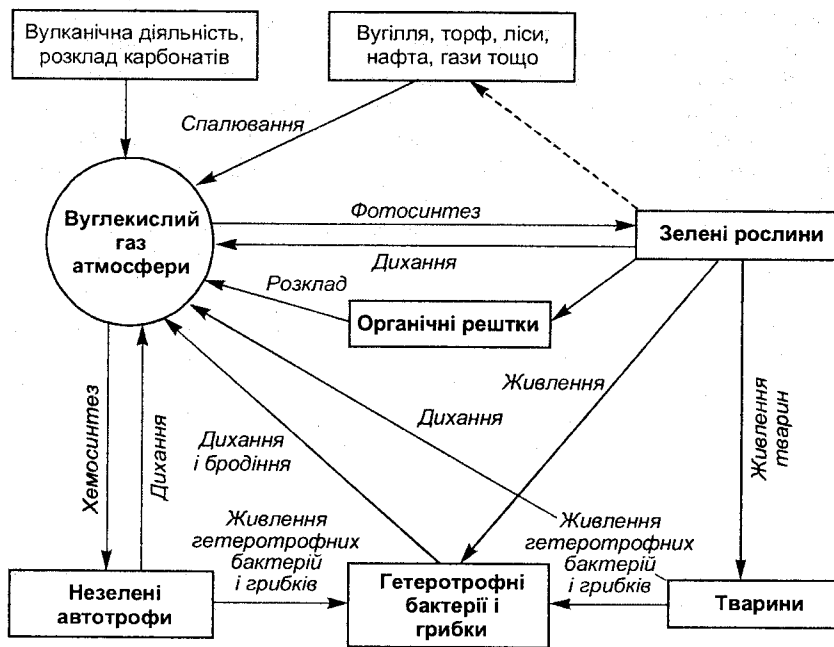 Вулканічна діяльність,
розклад карбонатів
Вугілля, торф, ліси,
нафта, гази тощо
Спалювання
Вуглекислий
газ
атмосфери
Фотосинтез
Зелені рослини
Дихання
Розклад
Органічні рештки
Живлення
Дихання
Живлення
тварин
Хемосинтез
Дихання
Дихання
і бродіння
Живлення
гетеротрофних
бактерій
і грибків
Живлення
гетеротрофних
бактерій
і грибків
Незелені
автотрофи
Гетеротрофні
бактерії і
грибки
Тварини